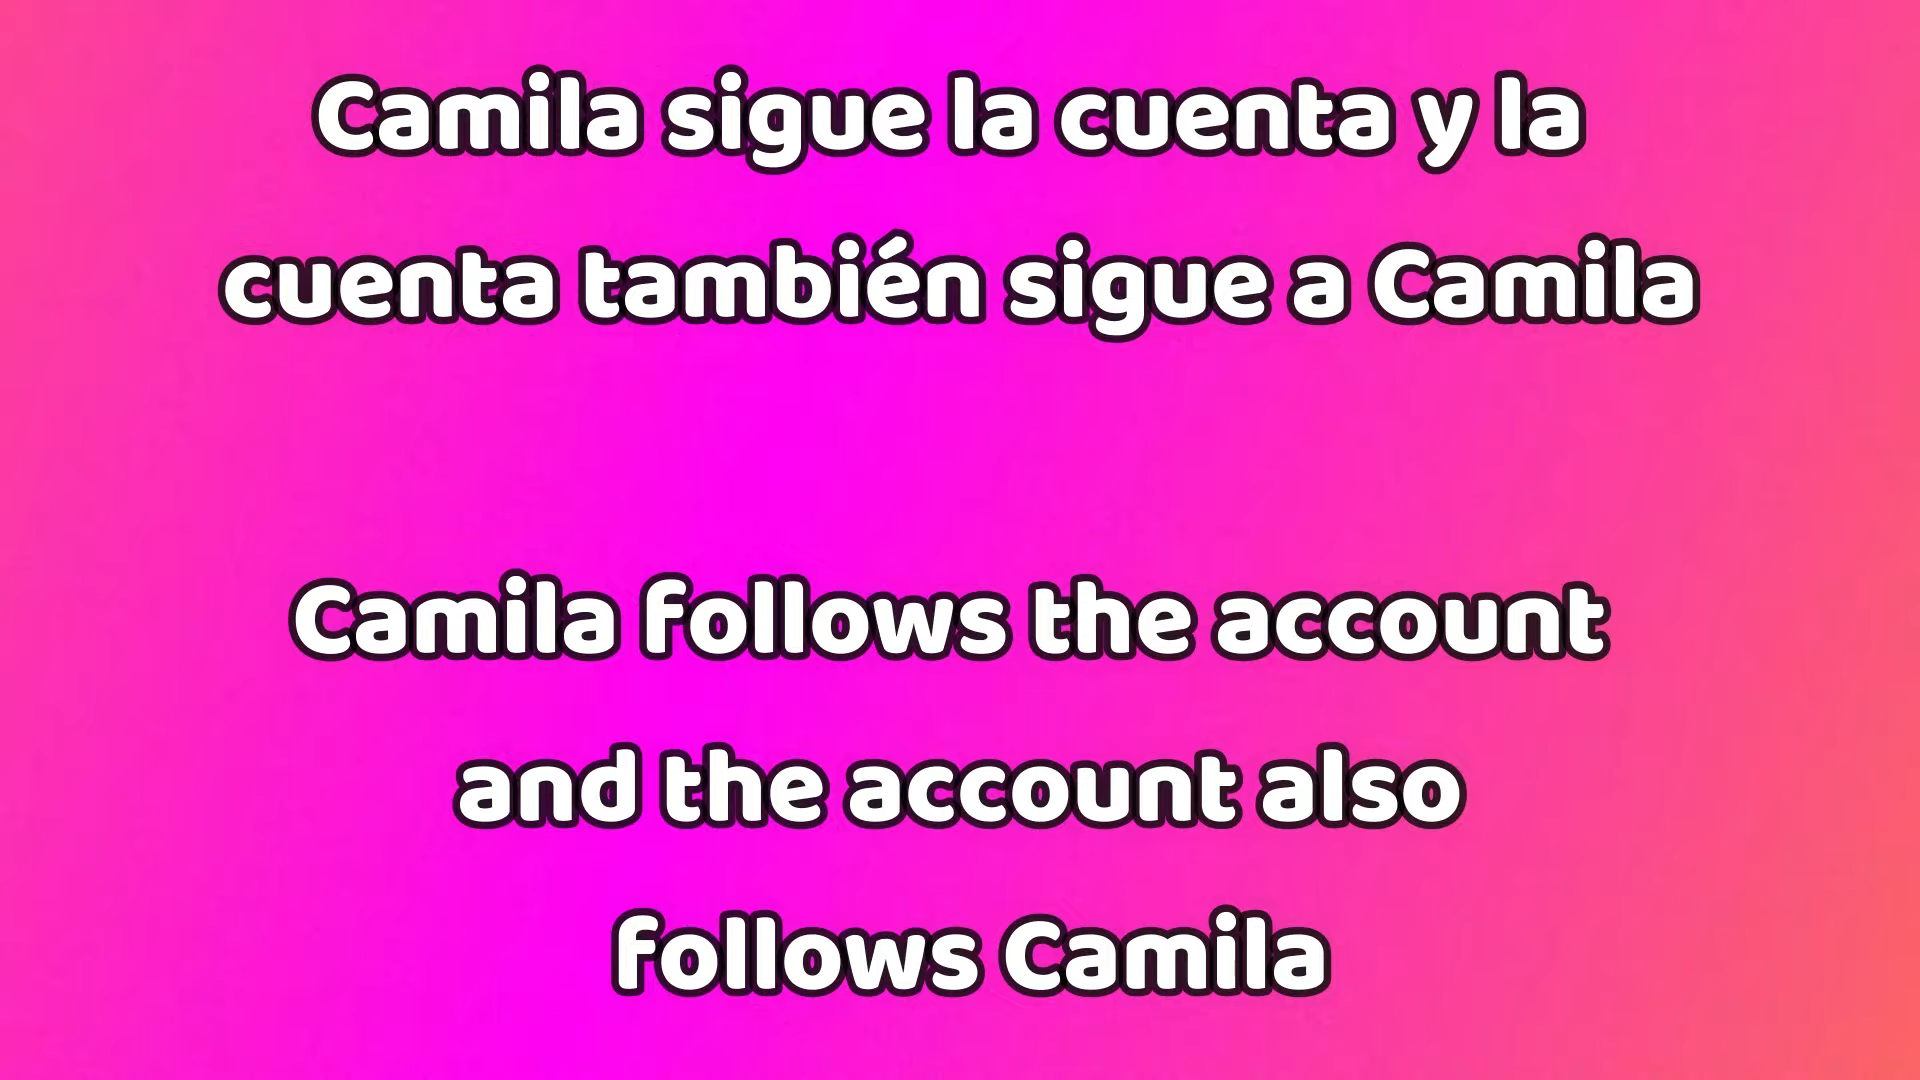 Camila sigue la cuenta y la
cuenta también sigue a Camila
Camila follows the account
and the account also
follows Camila